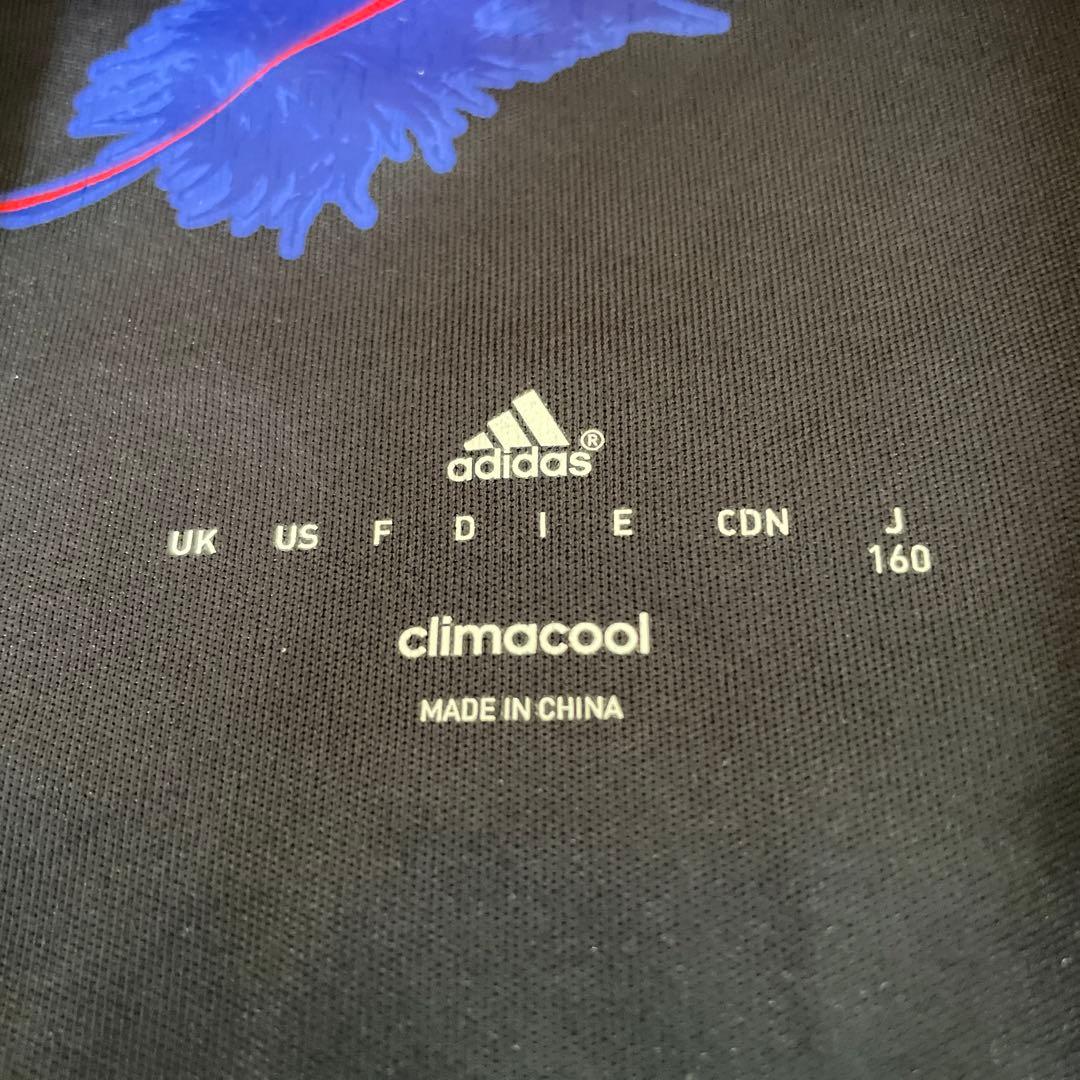 adidas®
UK US F D I E CDN J
160
climacool
MADE IN CHINA